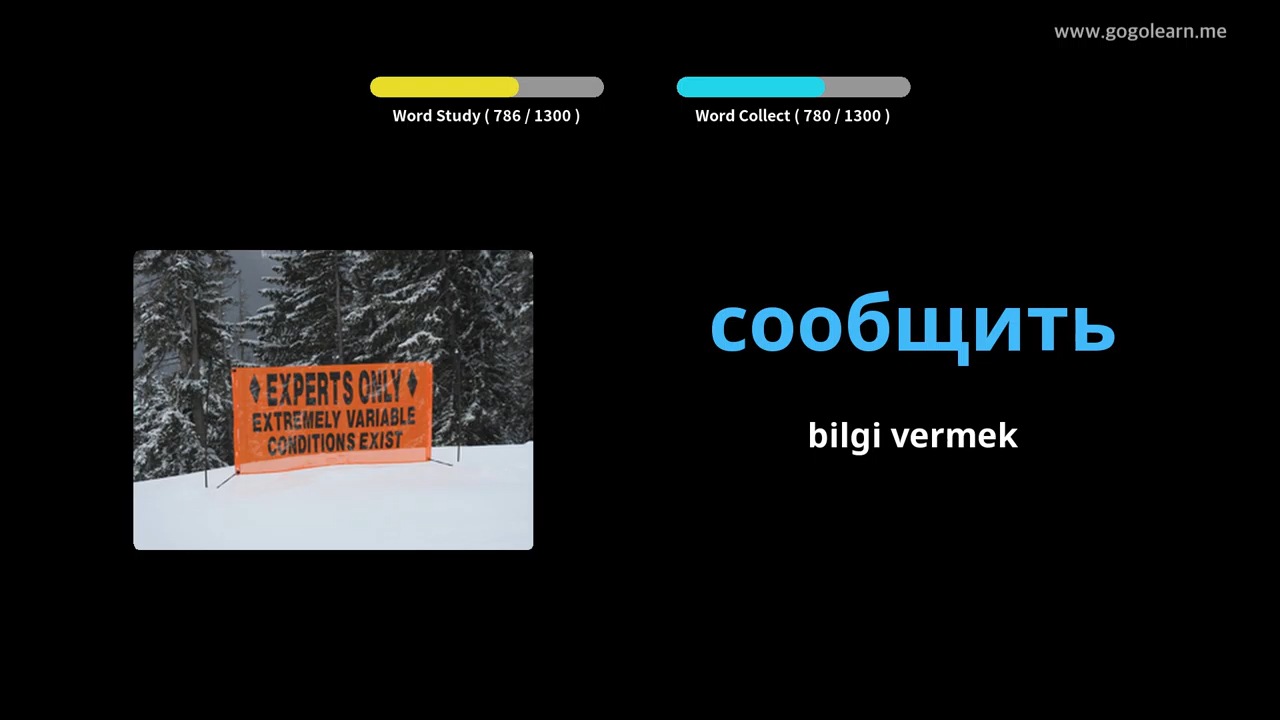 www.gogolearn.me
Word Study ( 786 / 1300 )
Word Collect ( 780 / 1300 )
EXPERTS ONLY
EXTREMELY VARIABLE
CONDITIONS EXIST
сообщить
bilgi vermek